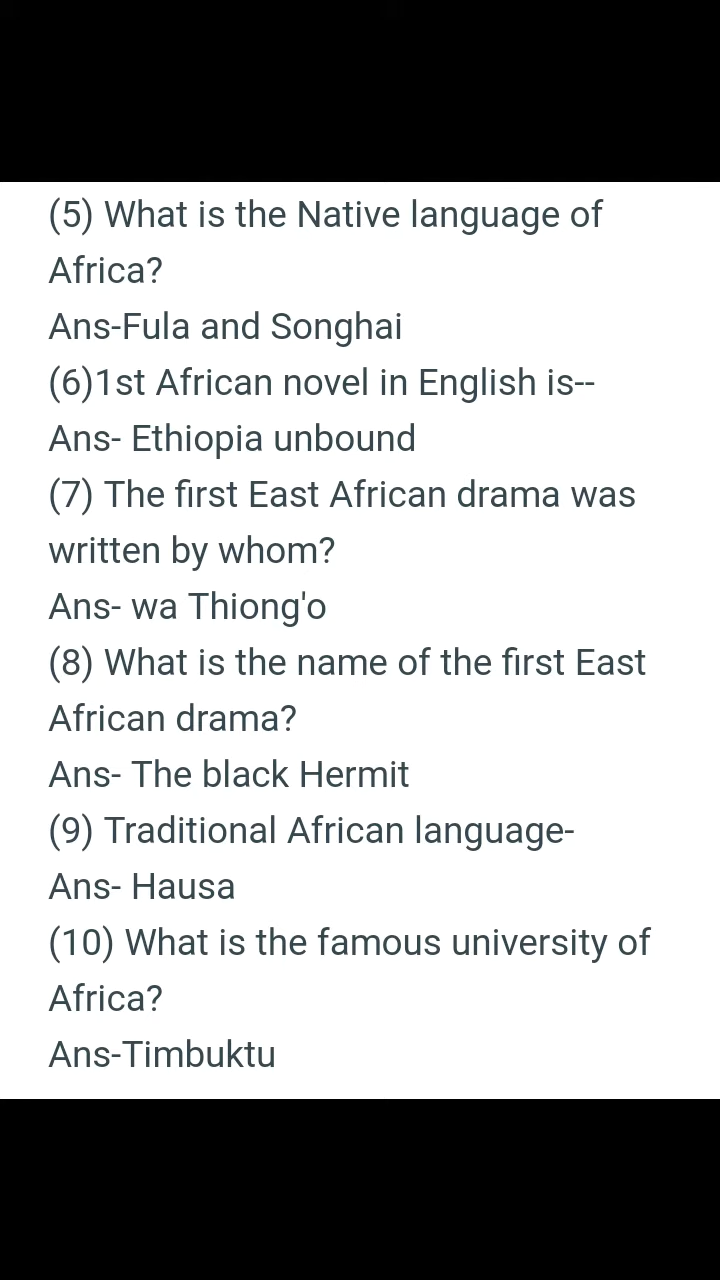 (5) What is the Native language of
Africa?
Ans-Fula and Songhai
(6)1st African novel in English is--
Ans- Ethiopia unbound
(7) The first East African drama was
written by whom?
Ans- wa Thiong'o
(8) What is the name of the first East
African drama?
Ans- The black Hermit
(9) Traditional African language-
Ans- Hausa
(10) What is the famous university of
Africa?
Ans-Timbuktu